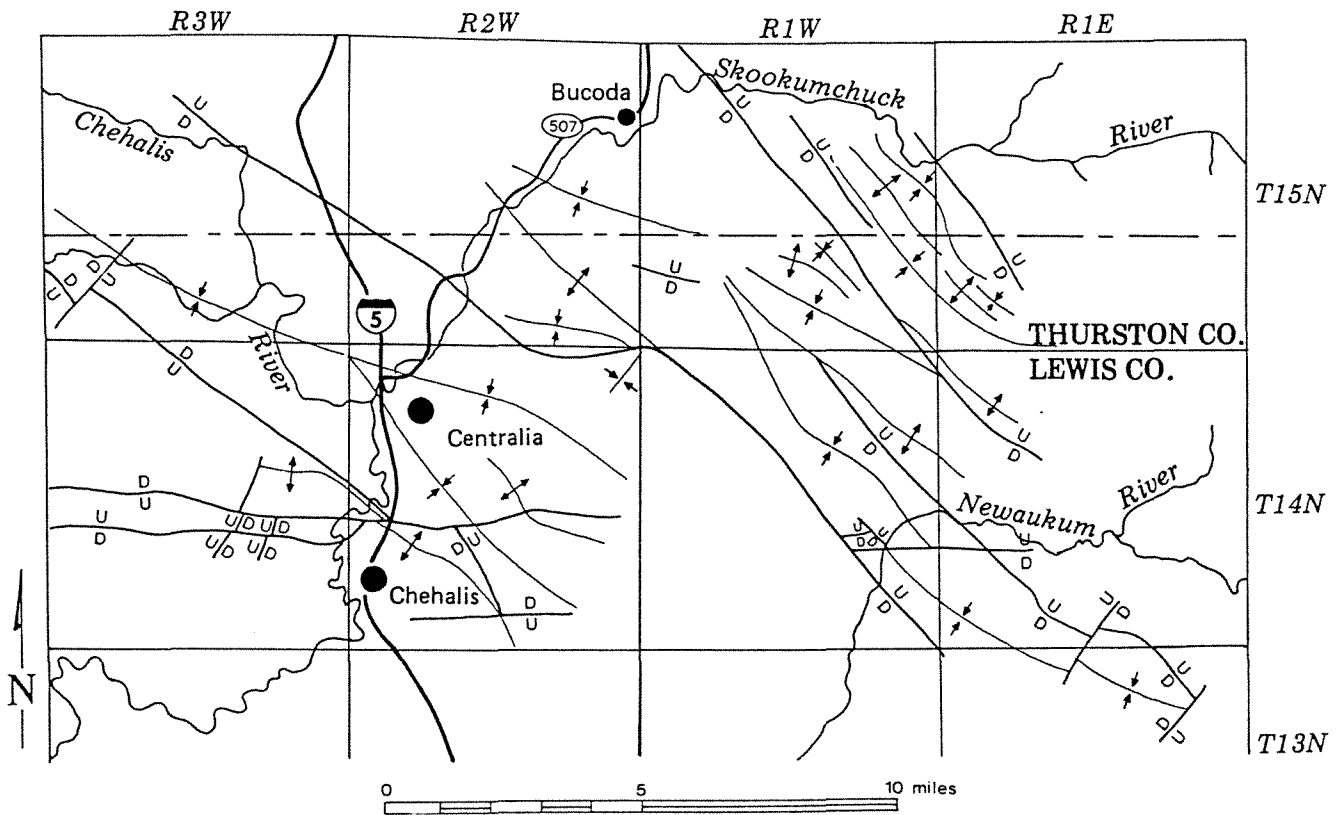 R3W R2W R1W R1E
Skookumchuck
Bucoda
U
D
Chehalis
507
U
D
River
U
D
T15N
U
D
U
D
D
U
D
U
U
D
5
THURSTON CO.
LEWIS CO.
River
D
U
U
D
Centralia
U
D
D
U
River
T14N
Newaukum
U
D
U D U D
U D U D
D U
U
D
U
D
Chehalis
U
D
U
D
U
D
D
U
U
D
N
D
U
T13N
0 5 10 miles